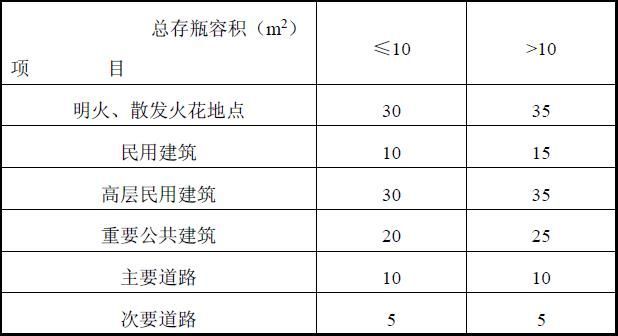 总存瓶容积（m²）
项 目 ≤10 >10
明火、散发火花地点 30 35
民用建筑 10 15
高层民用建筑 30 35
重要公共建筑 20 25
主要道路 10 10
次要道路 5 5